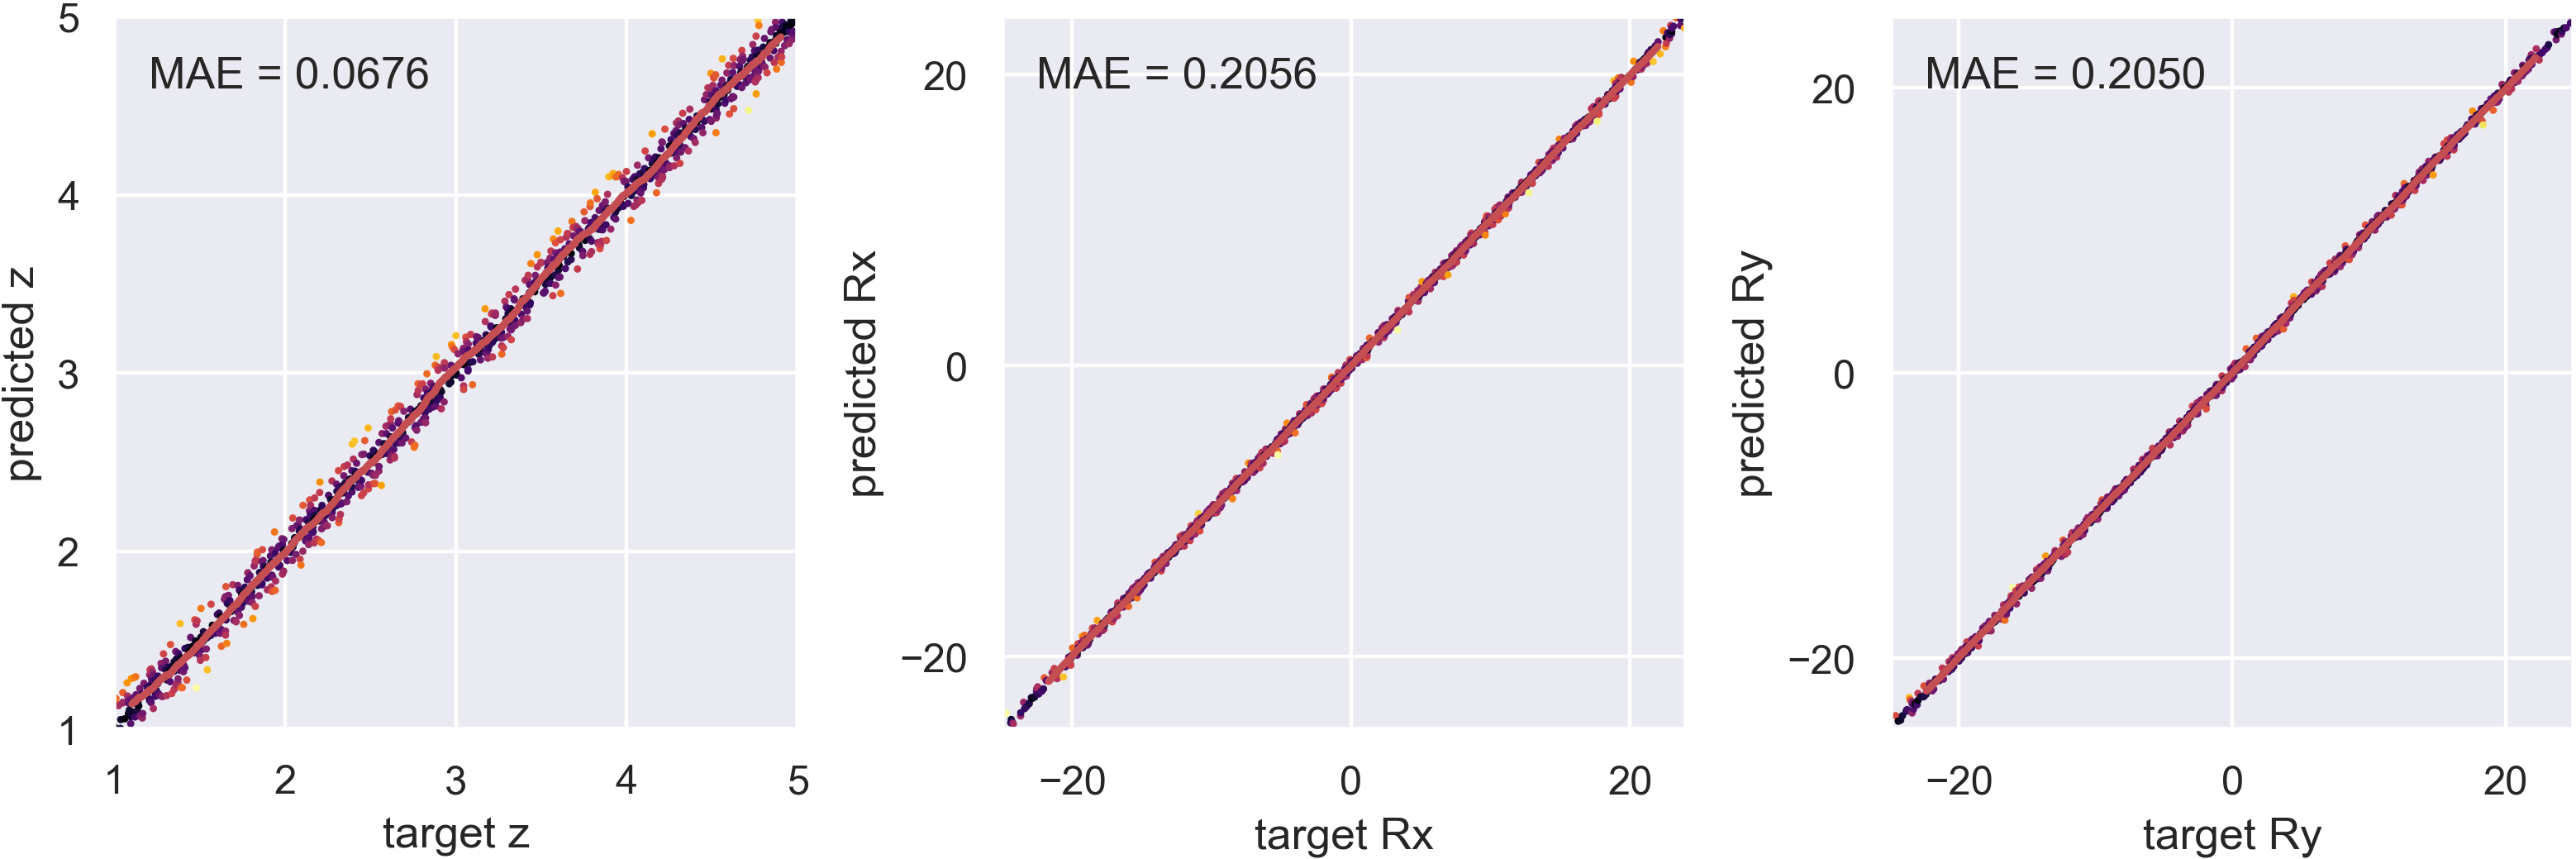 5
4
3
2
1
predicted z
MAE = 0.0676
1 2 3 4 5
target z
20
0
−20
predicted Rx
MAE = 0.2056
−20 0 20
target Rx
20
0
−20
predicted Ry
MAE = 0.2050
−20 0 20
target Ry